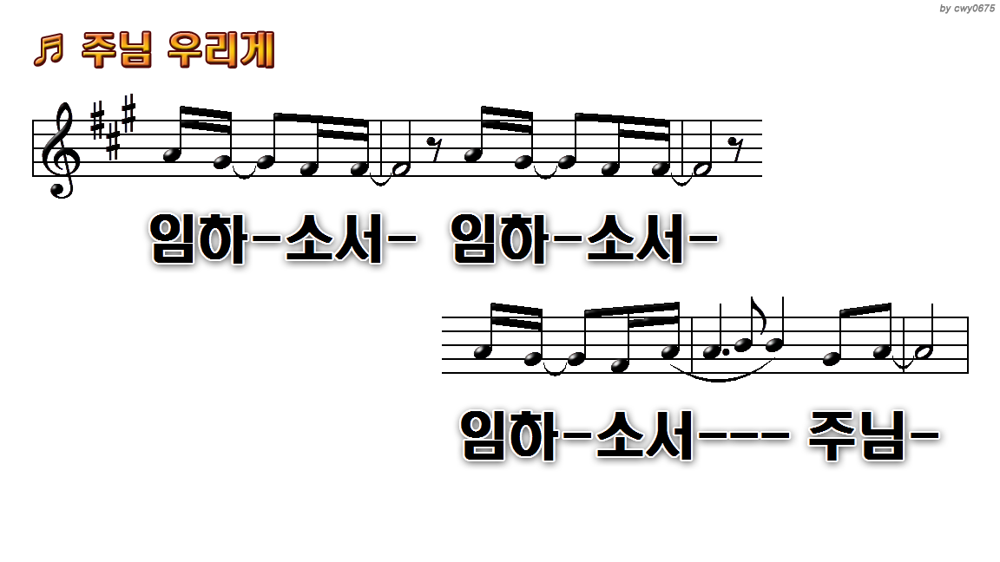 by cwy0675
♬ 주님 우리게
임하-소서- 임하-소서-
임하-소서--- 주님-